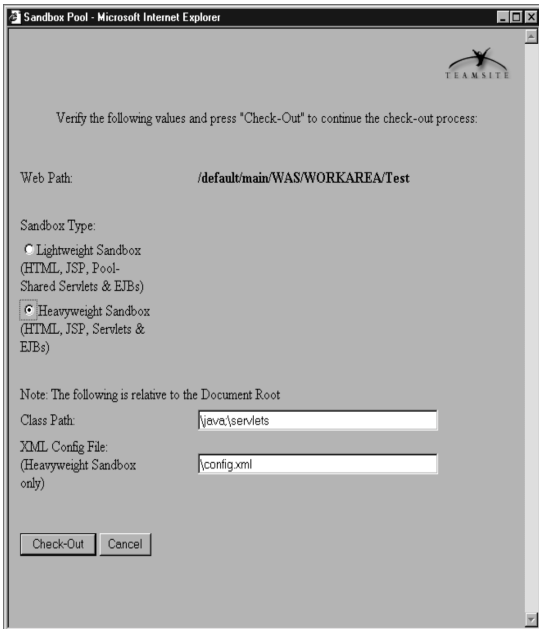 Sandbox Pool - Microsoft Internet Explorer
TEAMSITE
Verify the following values and press "Check-Out" to continue the check-out process:
Web Path: /default/main/WAS/WORKAREA/Test
Sandbox Type:
Lightweight Sandbox
(HTML, JSP, Pool-
Shared Servlets & EJBs)
Heavyweight Sandbox
(HTML, JSP, Servlets &
EJBs)
Note: The following is relative to the Document Root
Class Path: \java;\servlets
XML Config File:
(Heavyweight Sandbox \config.xml
only)
Check-Out Cancel